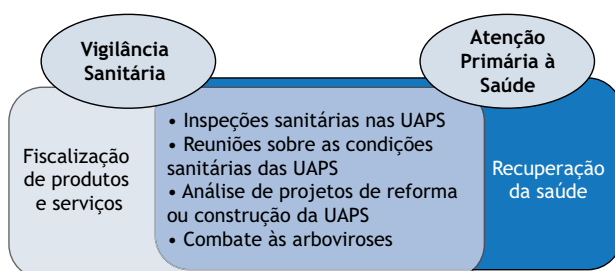 Vigilância
Sanitária
Atenção
Primária à
Saúde
Fiscalização
de produtos
e serviços
• Inspeções sanitárias nas UAPS
• Reuniões sobre as condições
sanitárias das UAPS
• Análise de projetos de reforma
ou construção da UAPS
• Combate às arboviroses
Recuperação
da saúde